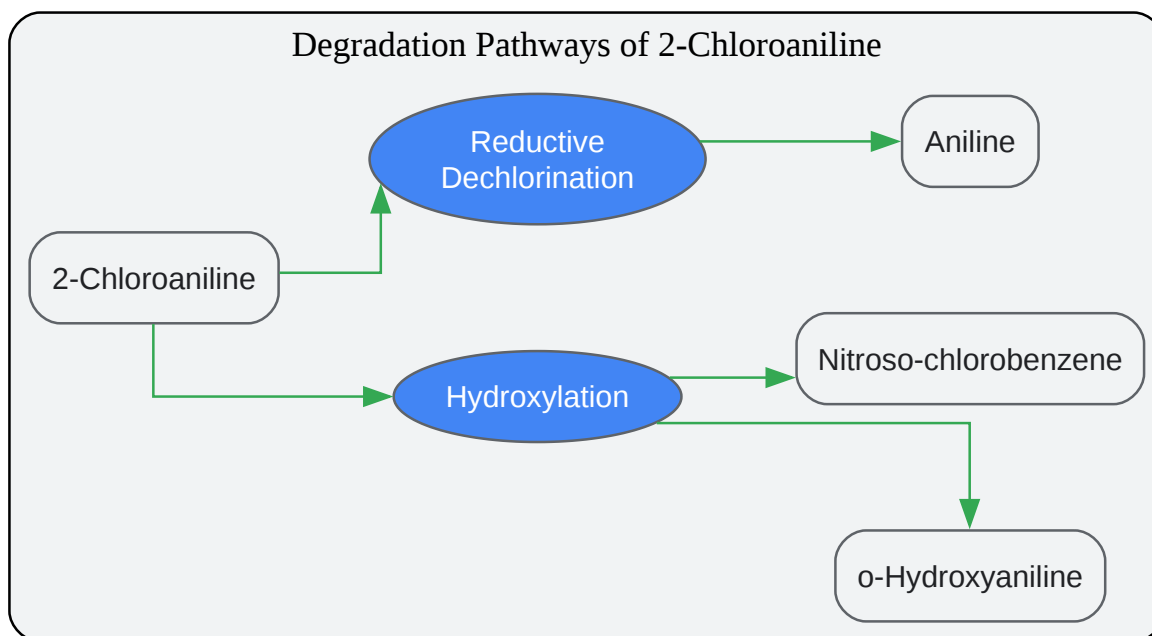 Degradation Pathways of 2-Chloroaniline
Reductive
Dechlorination
Aniline
2-Chloroaniline
Nitroso-chlorobenzene
Hydroxylation
o-Hydroxyaniline